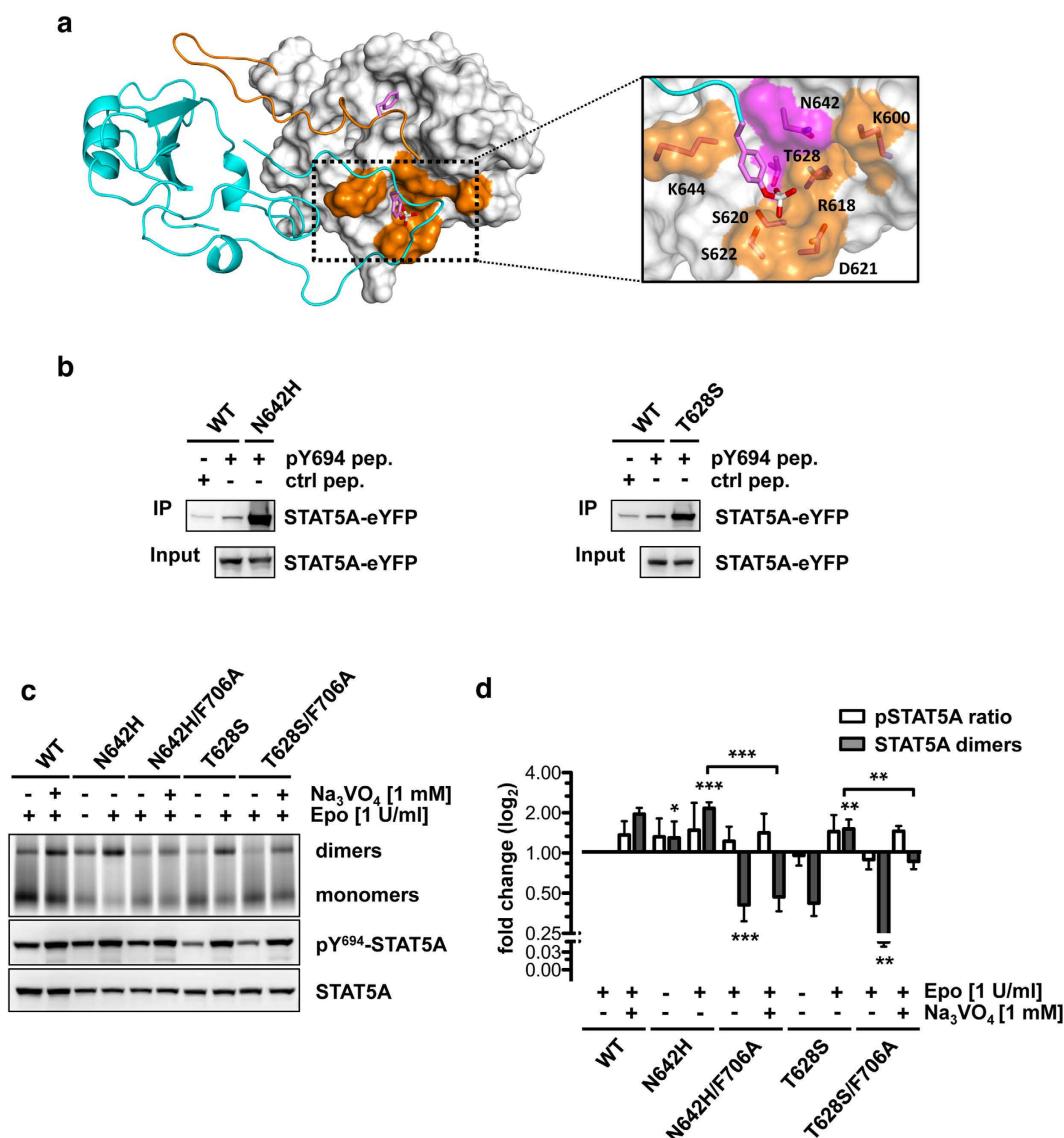 a
N642
K600
T628
K644
R618
S620
S622
D621
b
WT N642H
- + + pY694 pep.
+ - - ctrl pep.
IP STAT5A-eYFP
Input STAT5A-eYFP
WT T628S
- + + pY694 pep.
+ - - ctrl pep.
IP STAT5A-eYFP
Input STAT5A-eYFP
c
WT N642H N642H/F706A T628S T628S/F706A
- + - - - + - - - + Na₃VO₄ [1 mM]
+ + - + + + - + + + Epo [1 U/ml]
dimers
monomers
pY⁶⁹⁴-STAT5A
STAT5A
d
pSTAT5A ratio
STAT5A dimers
fold change (log₂)
4.00
2.00
1.00
0.50
0.25
0.03
0.00
* *** *** *** ** ** **
+ + - + + + - + + + Epo [1 U/ml]
- + - - - + - - - + Na₃VO₄ [1 mM]
WT N642H N642H/F706A T628S T628S/F706A